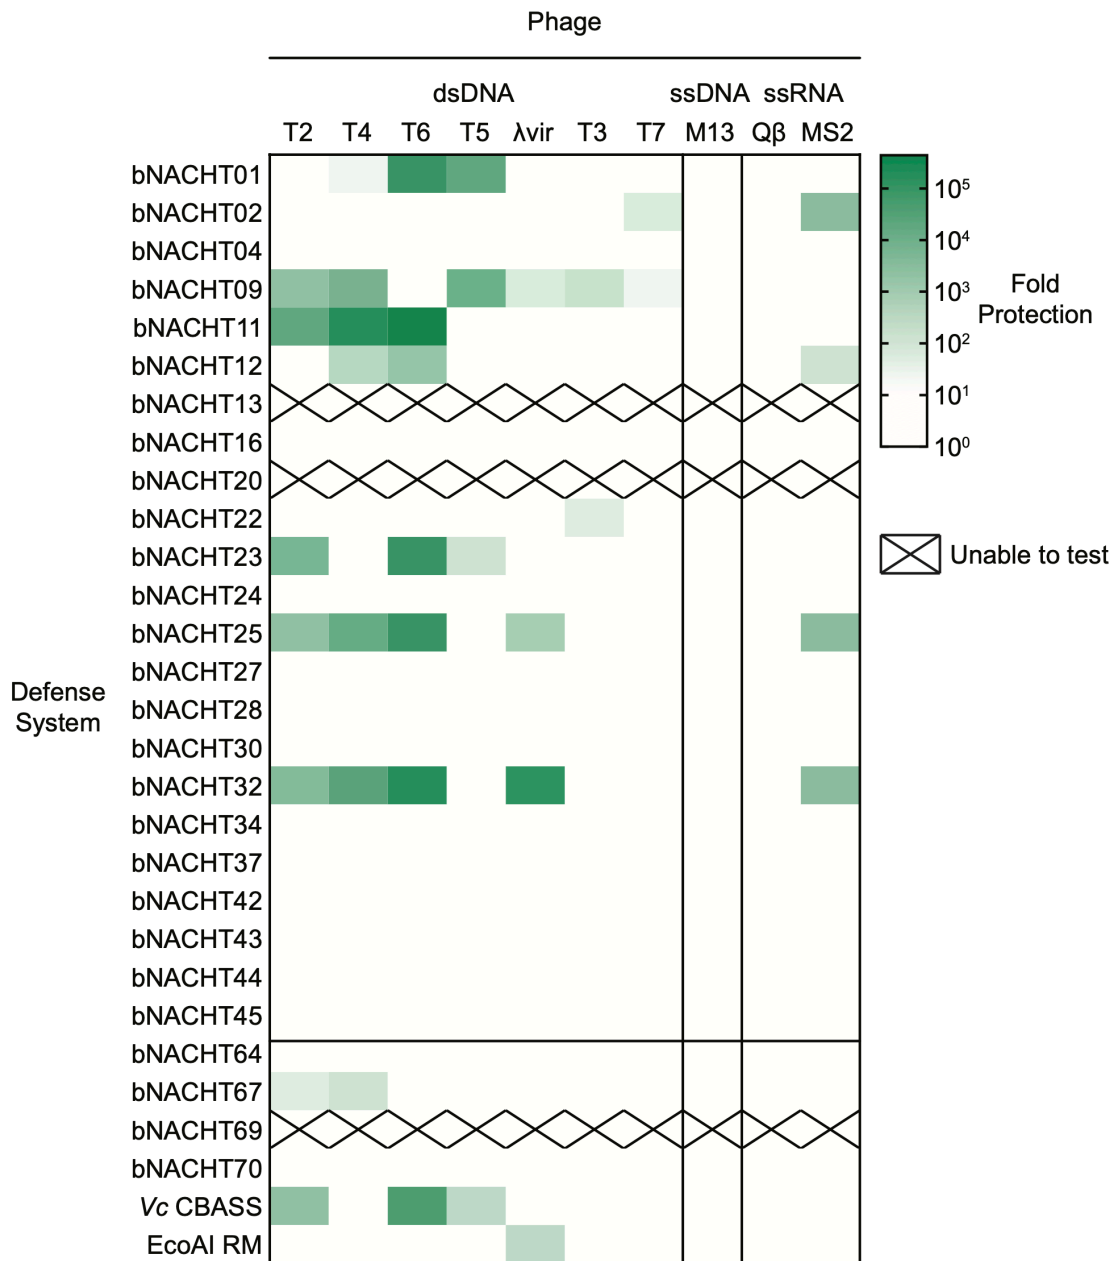 Phage
dsDNA ssDNA ssRNA
T2 T4 T6 T5 λvir T3 T7 M13 Qβ MS2
bNACHT01
bNACHT02
bNACHT04
bNACHT09
bNACHT11
bNACHT12
bNACHT13
bNACHT16
bNACHT20
bNACHT22
bNACHT23
bNACHT24
bNACHT25
bNACHT27
bNACHT28
bNACHT30
bNACHT32
bNACHT34
bNACHT37
bNACHT42
bNACHT43
bNACHT44
bNACHT45
bNACHT64
bNACHT67
bNACHT69
bNACHT70
Vc CBASS
EcoAI RM
Defense
System
10⁵
10⁴
10³
10²
10¹
10⁰
Fold
Protection
Unable to test